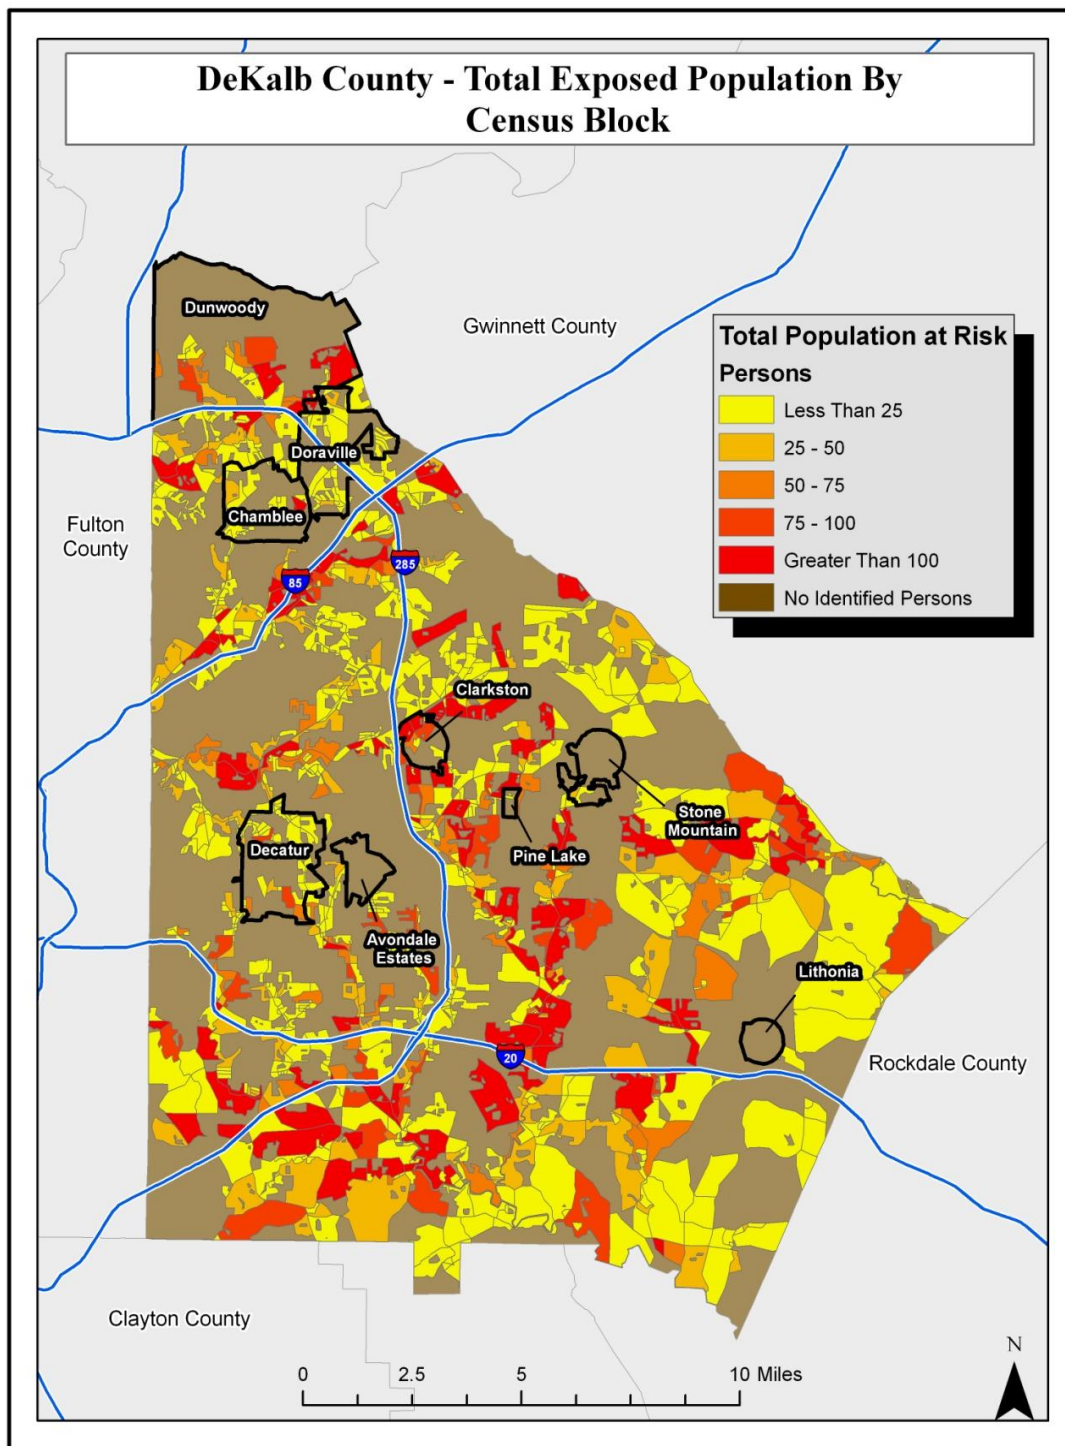 DeKalb County - Total Exposed Population By
Census Block
Dunwoody
Gwinnett County
Total Population at Risk
Persons
Less Than 25
25 - 50
50 - 75
75 - 100
Greater Than 100
No Identified Persons
Doraville
Chamblee
Fulton
County
285
85
Clarkston
Stone
Mountain
Pine Lake
Decatur
Avondale
Estates
Lithonia
20
Rockdale County
Clayton County
N
0 2.5 5 10 Miles